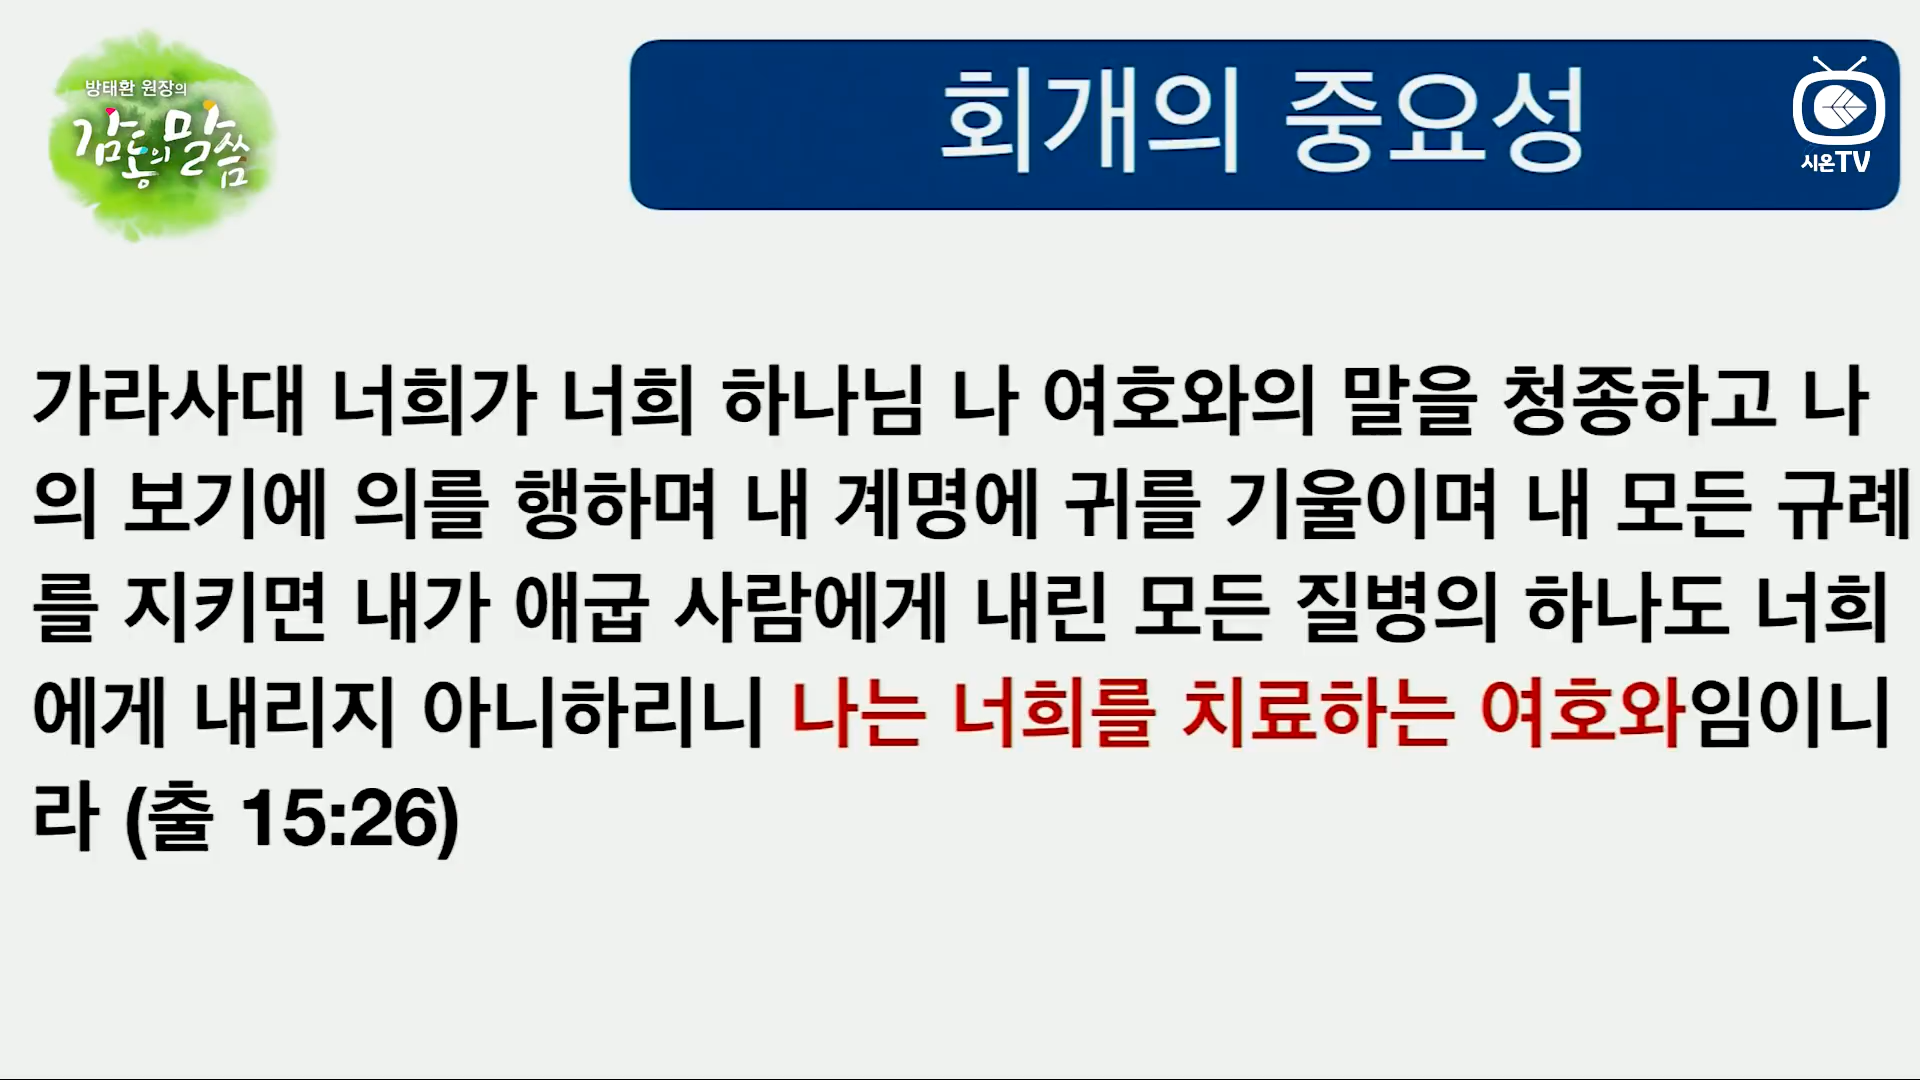 방태환 원장의
감동의 말씀
회개의 중요성
시온TV
가라사대 너희가 너희 하나님 나 여호와의 말을 청종하고 나
의 보기에 의를 행하며 내 계명에 귀를 기울이며 내 모든 규례
를 지키면 내가 애굽 사람에게 내린 모든 질병의 하나도 너희
에게 내리지 아니하리니 나는 너희를 치료하는 여호와임이니
라 (출 15:26)